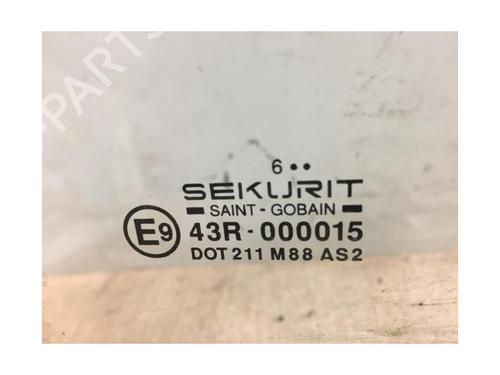 6 ••
SEKURIT
SAINT - GOBAIN
E9 43R - 000015
DOT 211 M88 AS2